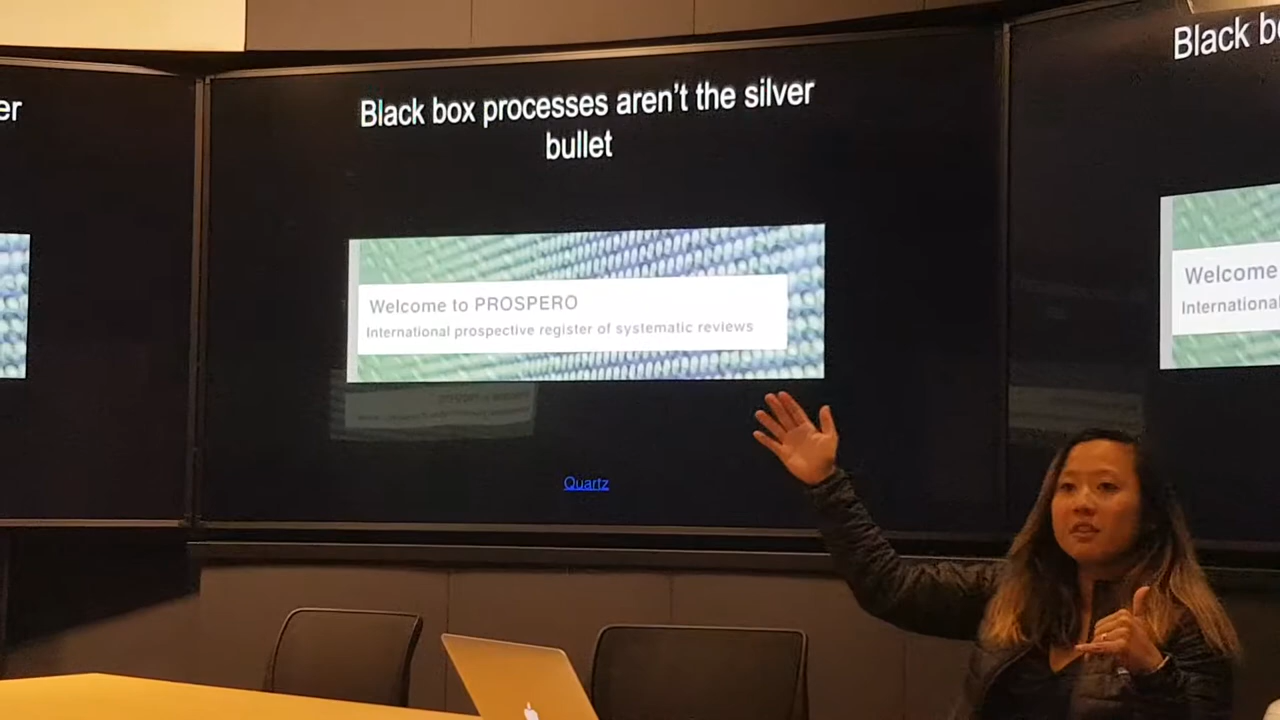 er
Black box processes aren't the silver
bullet
Welcome to PROSPERO
International prospective register of systematic reviews
Quartz
Black bo
Welcome
International